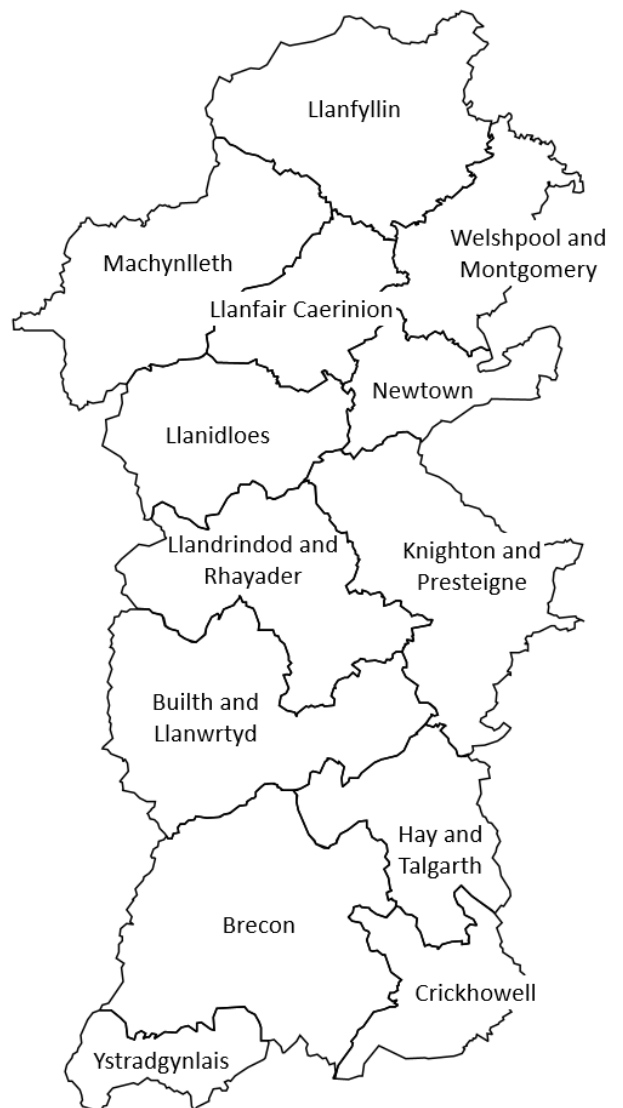 Llanfyllin
Welshpool and
Montgomery
Machynlleth
Llanfair Caerinion
Newtown
Llanidloes
Llandrindod and
Rhayader
Knighton and
Presteigne
Builth and
Llanwrtyd
Hay and
Talgarth
Brecon
Crickhowell
Ystradgynlais